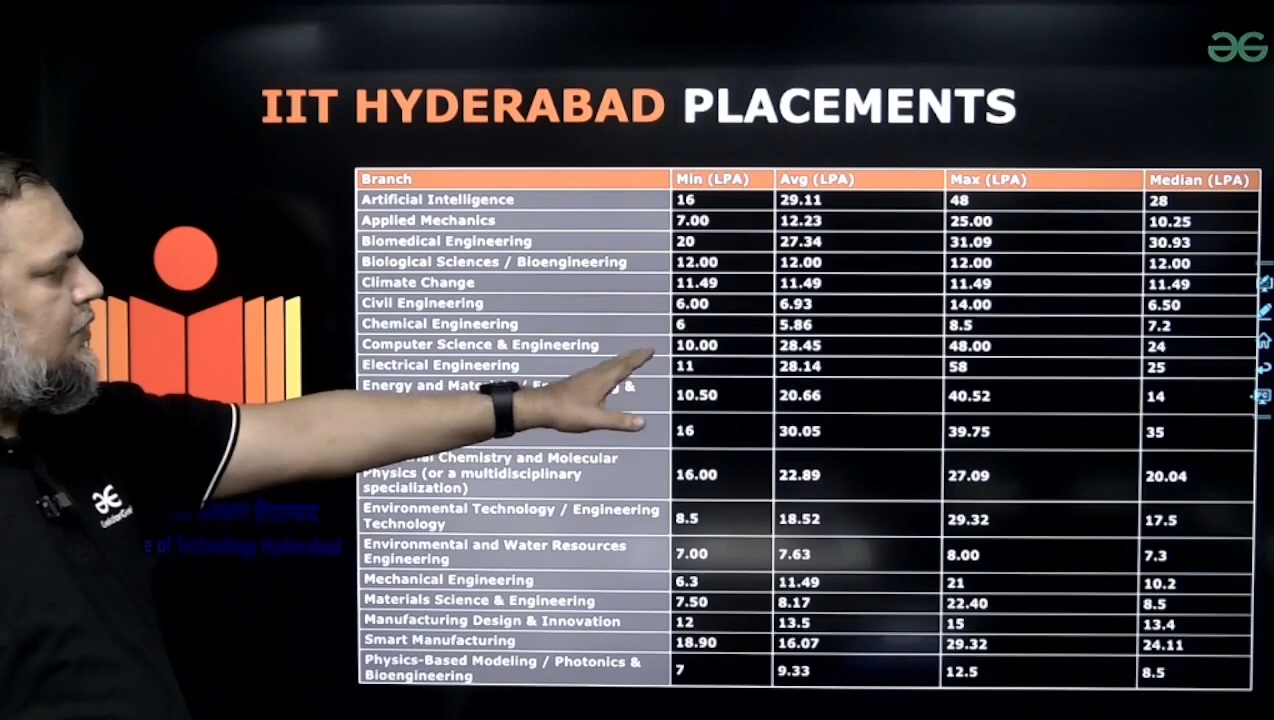 IIT HYDERABAD PLACEMENTS
Branch Min (LPA) Avg (LPA) Max (LPA) Median (LPA)
Artificial Intelligence 16 29.11 48 28
Applied Mechanics 7.00 12.23 25.00 10.25
Biomedical Engineering 20 27.34 31.09 30.93
Biological Sciences / Bioengineering 12.00 12.00 12.00 12.00
Climate Change 11.49 11.49 11.49 11.49
Civil Engineering 6.00 6.93 14.00 6.50
Chemical Engineering 6 5.86 8.5 7.2
Computer Science & Engineering 10.00 28.45 48.00 24
Electrical Engineering 11 28.14 58 25
Energy and &
10.50 20.66 40.52 14
16 30.05 39.75 35
Chemistry and Molecular
Physics (or a multidisciplinary
specialization) 16.00 22.89 27.09 20.04
Environmental Technology / Engineering
Technology 8.5 18.52 29.32 17.5
Environmental and Water Resources
Engineering 7.00 7.63 8.00 7.3
Mechanical Engineering 6.3 11.49 21 10.2
Materials Science & Engineering 7.50 8.17 22.40 8.5
Manufacturing Design & Innovation 12 13.5 15 13.4
Smart Manufacturing 18.90 16.07 29.32 24.11
Physics-Based Modeling / Photonics &
Bioengineering 7 9.33 12.5 8.5
of Technology Hyderabad